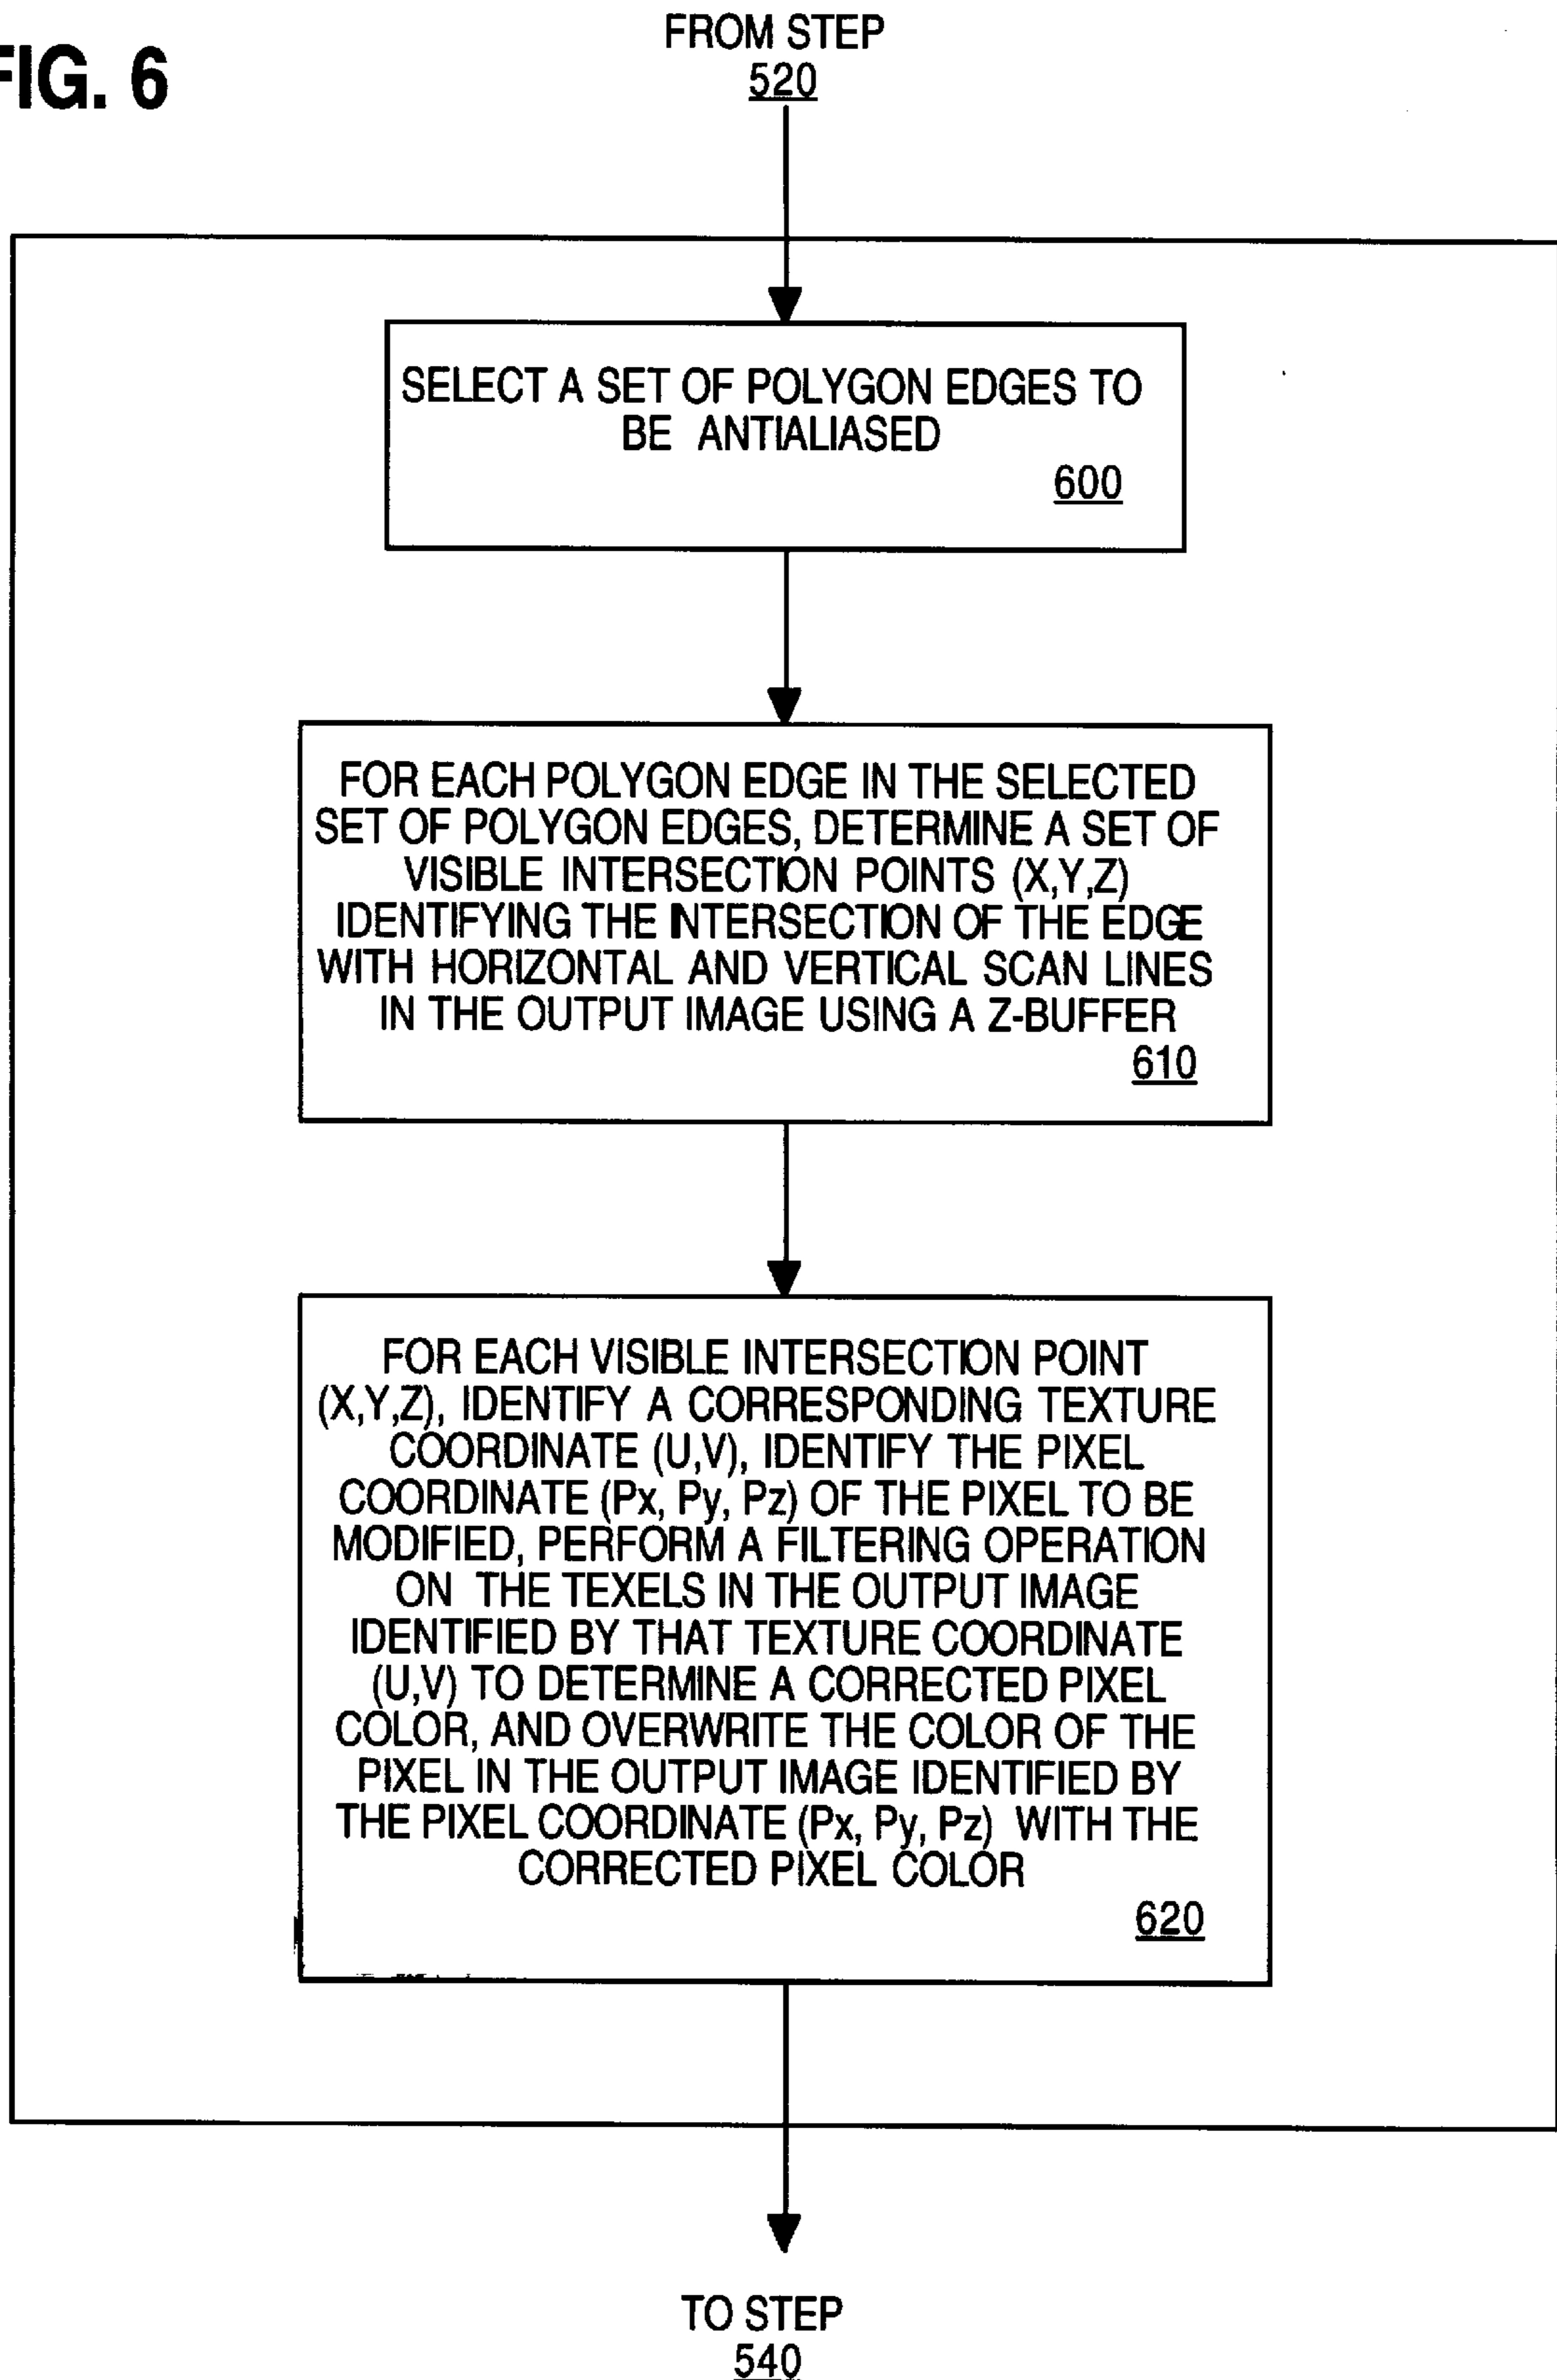 FIG. 6
FROM STEP
520
SELECT A SET OF POLYGON EDGES TO
BE ANTIALIASED
600
FOR EACH POLYGON EDGE IN THE SELECTED
SET OF POLYGON EDGES, DETERMINE A SET OF
VISIBLE INTERSECTION POINTS (X,Y,Z)
IDENTIFYING THE INTERSECTION OF THE EDGE
WITH HORIZONTAL AND VERTICAL SCAN LINES
IN THE OUTPUT IMAGE USING A Z-BUFFER
610
FOR EACH VISIBLE INTERSECTION POINT
(X,Y,Z), IDENTIFY A CORRESPONDING TEXTURE
COORDINATE (U,V), IDENTIFY THE PIXEL
COORDINATE (Px, Py, Pz) OF THE PIXEL TO BE
MODIFIED, PERFORM A FILTERING OPERATION
ON THE TEXELS IN THE OUTPUT IMAGE
IDENTIFIED BY THAT TEXTURE COORDINATE
(U,V) TO DETERMINE A CORRECTED PIXEL
COLOR, AND OVERWRITE THE COLOR OF THE
PIXEL IN THE OUTPUT IMAGE IDENTIFIED BY
THE PIXEL COORDINATE (Px, Py, Pz) WITH THE
CORRECTED PIXEL COLOR
620
TO STEP
540